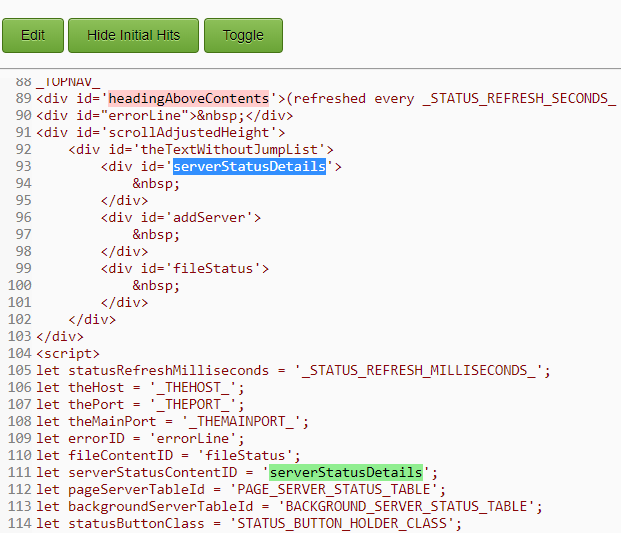 Edit Hide Initial Hits Toggle
88 _TOPNAV_
89 <div id='headingAboveContents'>(refreshed every _STATUS_REFRESH_SECONDS_
90 <div id="errorLine">&nbsp;</div>
91 <div id='scrollAdjustedHeight'>
92     <div id='theTextWithoutJumpList'>
93         <div id='serverStatusDetails'>
94             &nbsp;
95         </div>
96         <div id='addServer'>
97             &nbsp;
98         </div>
99         <div id='fileStatus'>
100             &nbsp;
101         </div>
102     </div>
103 </div>
104 <script>
105 let statusRefreshMilliseconds = '_STATUS_REFRESH_MILLISECONDS_';
106 let theHost = '_THEHOST_';
107 let thePort = '_THEPORT_';
108 let theMainPort = '_THEMAINPORT_';
109 let errorID = 'errorLine';
110 let fileContentID = 'fileStatus';
111 let serverStatusContentID = 'serverStatusDetails';
112 let pageServerTableId = 'PAGE_SERVER_STATUS_TABLE';
113 let backgroundServerTableId = 'BACKGROUND_SERVER_STATUS_TABLE';
114 let statusButtonClass = 'STATUS_BUTTON_HOLDER_CLASS';